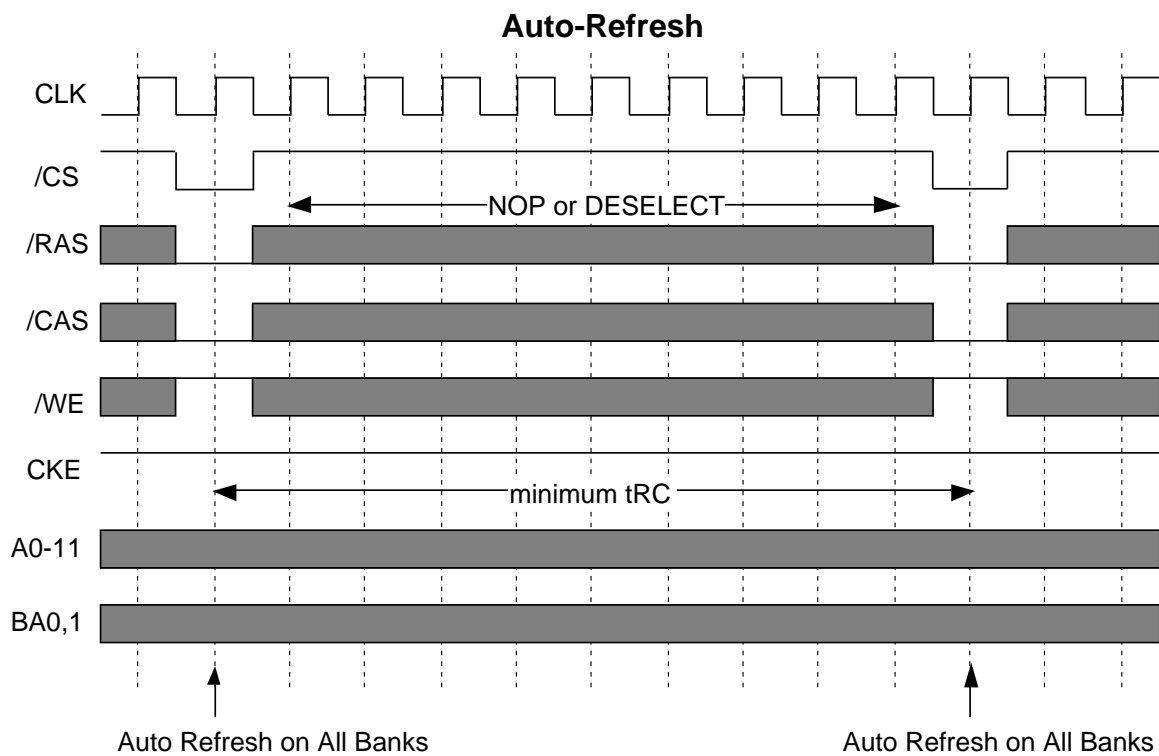 Auto-Refresh
CLK
/CS
NOP or DESELECT
/RAS
/CAS
/WE
CKE
minimum tRC
A0-11
BA0,1
Auto Refresh on All Banks
Auto Refresh on All Banks